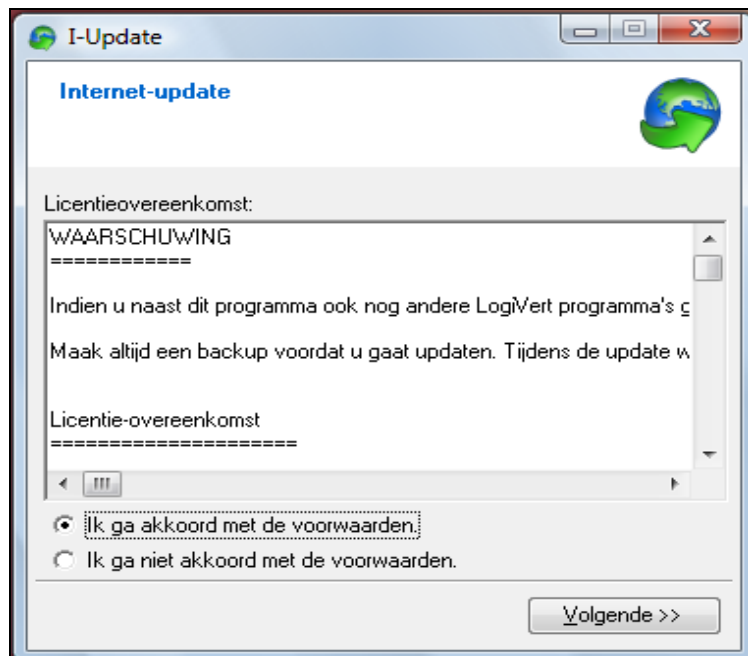 I-Update
Internet-update
Licentieovereenkomst:
WAARSCHUWING
============
Indien u naast dit programma ook nog andere LogiVert programma's
Maak altijd een backup voordat u gaat updaten. Tijdens de update
Licentie-overeenkomst
=====================
Ik ga akkoord met de voorwaarden.
Ik ga niet akkoord met de voorwaarden.
Volgende >>